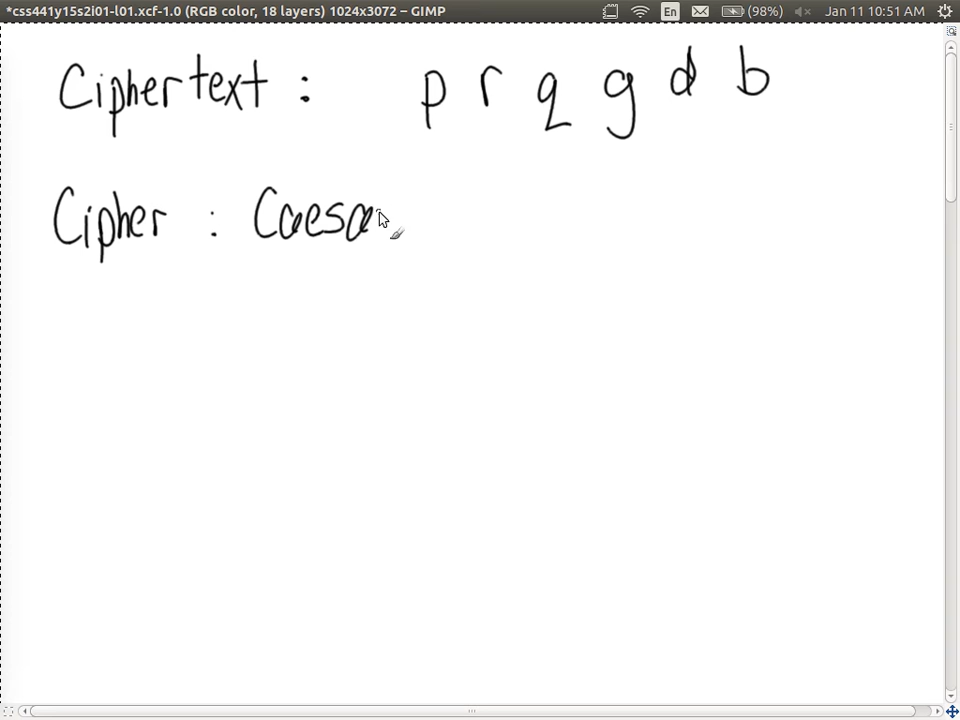 *css441y15s2i01-l01.xcf-1.0 (RGB color, 18 layers) 1024x3072 – GIMP En (98%) Jan 11 10:51 AM
Ciphertext : p r q g d b
Cipher : Caesa